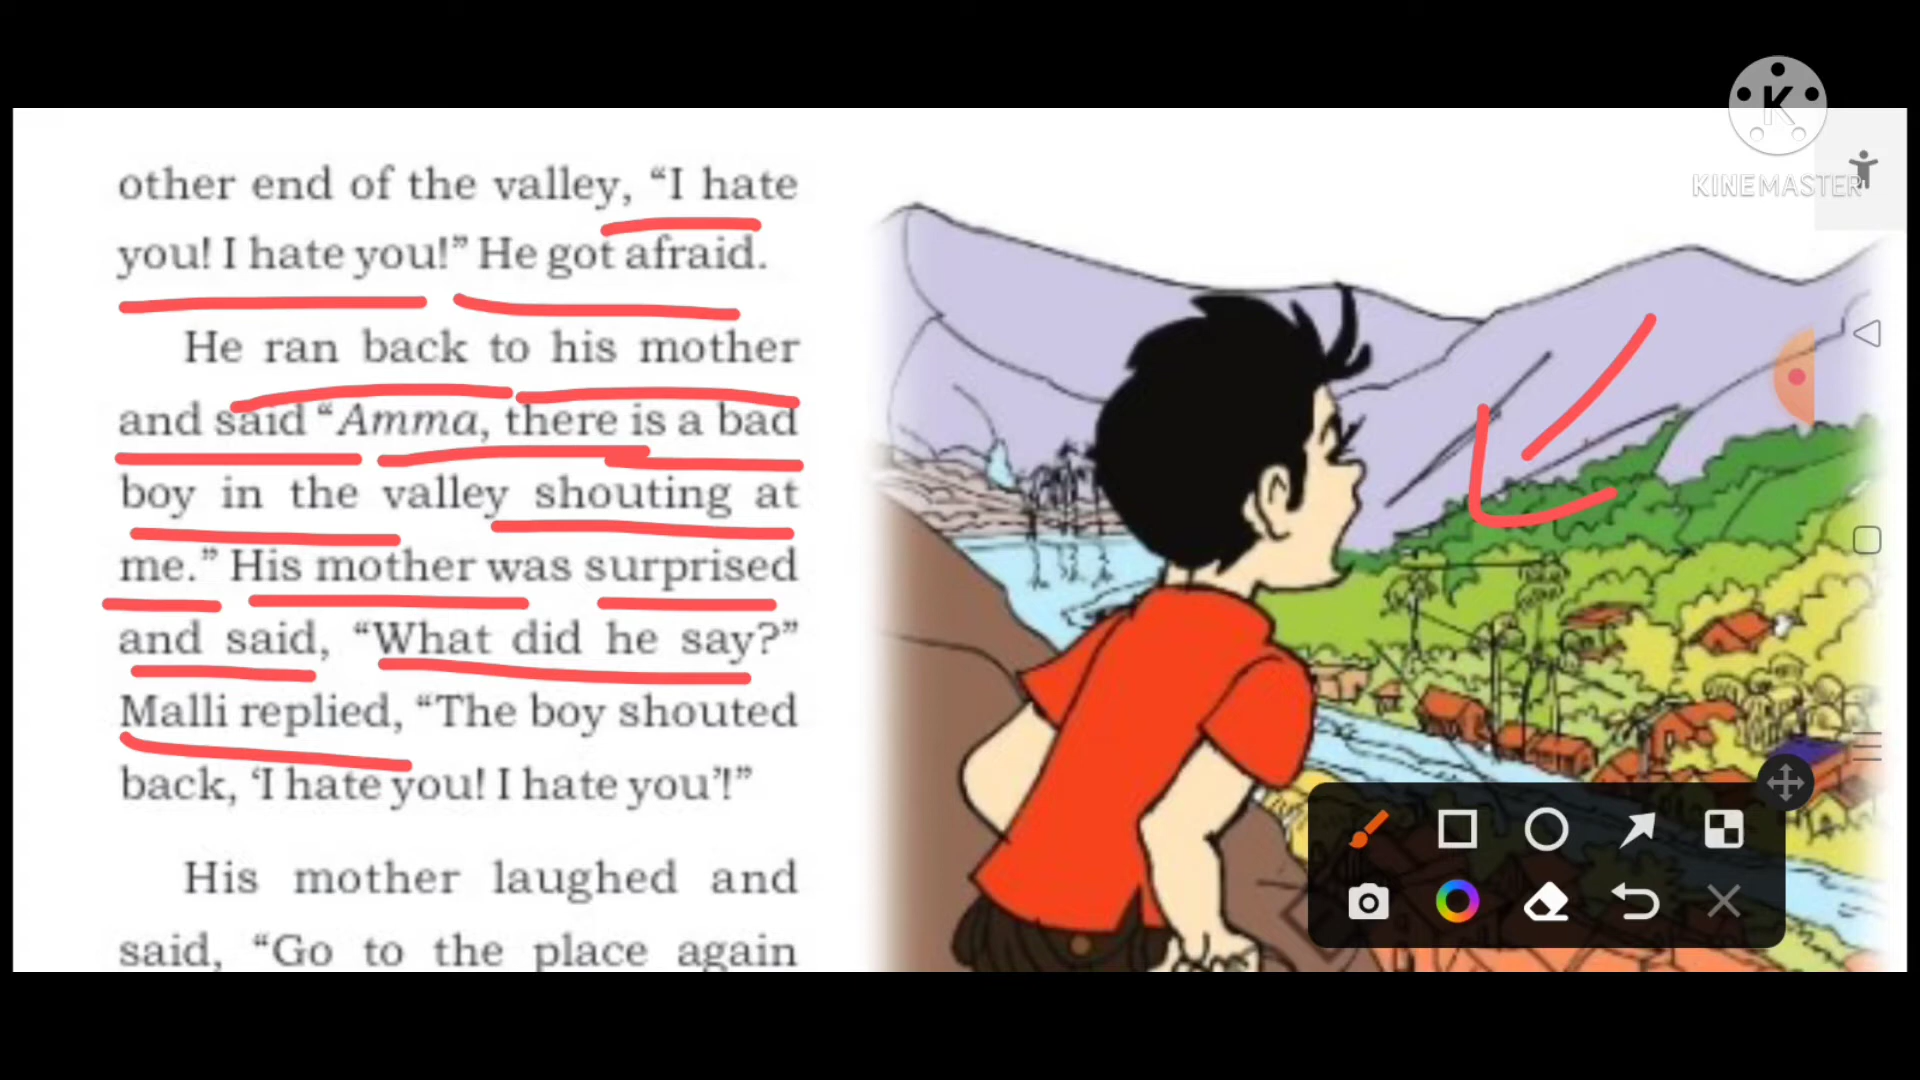 KINEMASTER
other end of the valley, “I hate
you! I hate you!” He got afraid.
He ran back to his mother
and said “Amma, there is a bad
boy in the valley shouting at
me.” His mother was surprised
and said, “What did he say?”
Malli replied, “The boy shouted
back, ‘I hate you! I hate you’!”
His mother laughed and
said, “Go to the place again